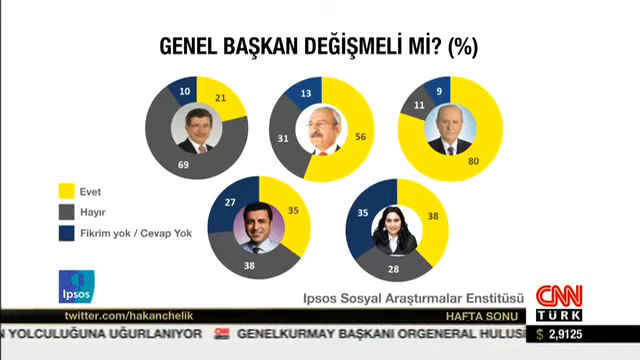 GENEL BAŞKAN DEĞİŞMELİ Mİ? (%)
10
21
69
13
56
31
9
11
80
27
35
38
35
38
28
Evet
Hayır
Fikrim yok / Cevap Yok
Ipsos
Ipsos Sosyal Araştırmalar Enstitüsü
CNN
TÜRK
twitter.com/hakanchelik
HAFTA SONU
N YOLCULUĞUNA UĞURLANIYOR CNN GENELKURMAY BAŞKANI ORGENERAL HULUSİ
$ 2,9125